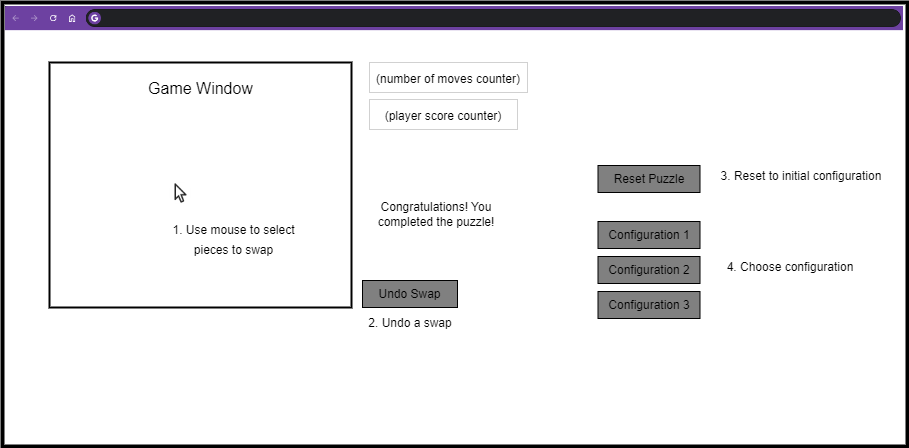 G
Game Window
1. Use mouse to select
pieces to swap
(number of moves counter)
(player score counter)
Congratulations! You
completed the puzzle!
Undo Swap
2. Undo a swap
Reset Puzzle
3. Reset to initial configuration
Configuration 1
Configuration 2
4. Choose configuration
Configuration 3